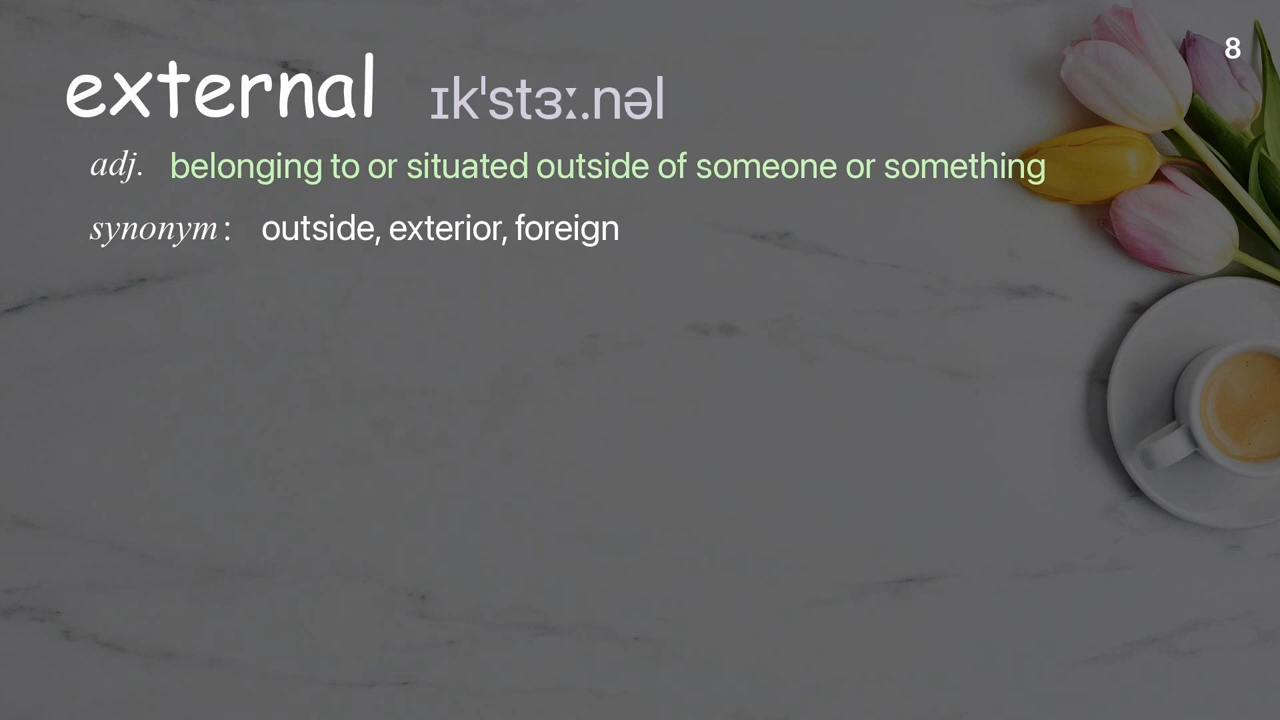 8
external ɪkˈstɜː.nəl
adj. belonging to or situated outside of someone or something
synonym: outside, exterior, foreign